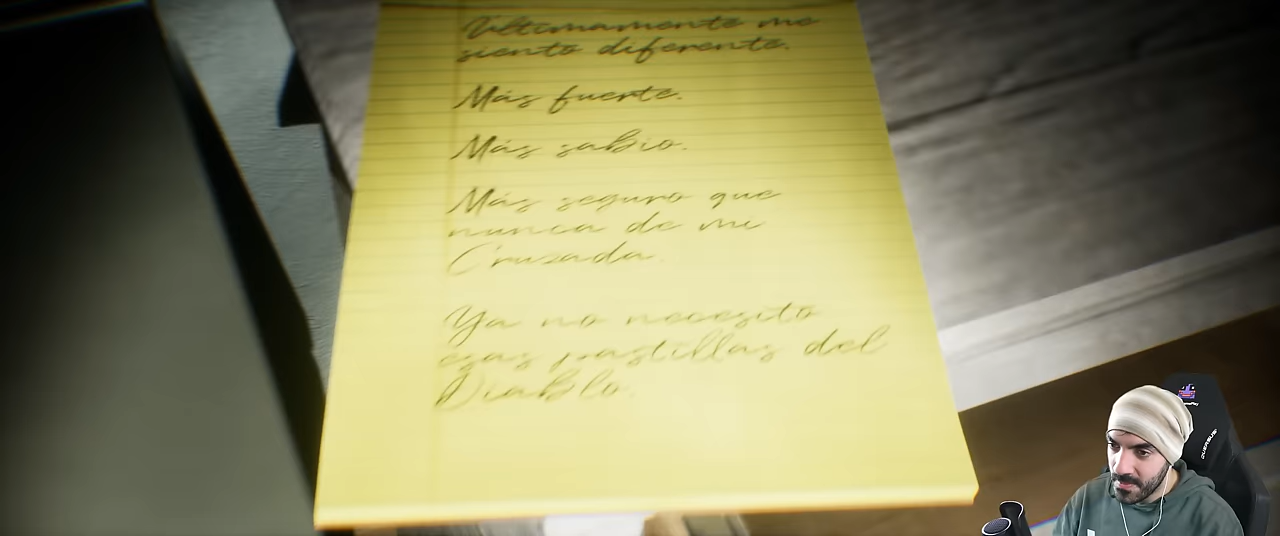 Últimamente me
siento diferente.
Más fuerte.
Más sabio.
Más seguro que
nunca de mi
Cruzada.
Ya no necesito
esas pastillas del
Diablo.